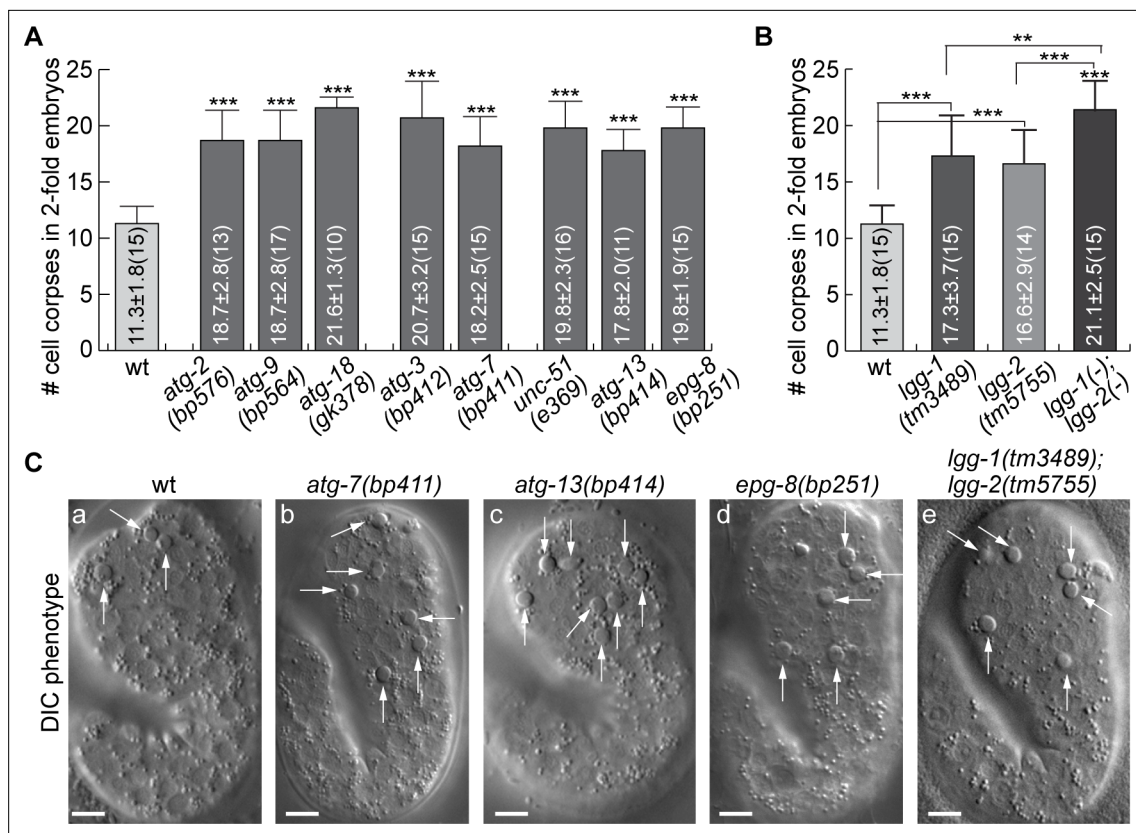 A
# cell corpses in 2-fold embryos
25
20
15
10
5
0
***
***
***
***
***
***
***
***
11.3±1.8(15)
18.7±2.8(13)
18.7±2.8(17)
21.6±1.3(10)
20.7±3.2(15)
18.2±2.5(15)
19.8±2.3(16)
17.8±2.0(11)
19.8±1.9(15)
wt
atg-2
(bp576)
atg-9
(bp564)
atg-18
(gk378)
atg-3
(bp412)
atg-7
(bp411)
unc-51
(e369)
atg-13
(bp414)
epg-8
(bp251)
B
# cell corpses in 2-fold embryos
25
20
15
10
5
0
**
***
***
***
***
11.3±1.8(15)
17.3±3.7(15)
16.6±2.9(14)
21.1±2.5(15)
wt
lgg-1
(tm3489)
lgg-2
(tm5755)
lgg-1(-);
lgg-2(-)
C
DIC phenotype
wt
atg-7(bp411)
atg-13(bp414)
epg-8(bp251)
lgg-1(tm3489);
lgg-2(tm5755)
a
b
c
d
e